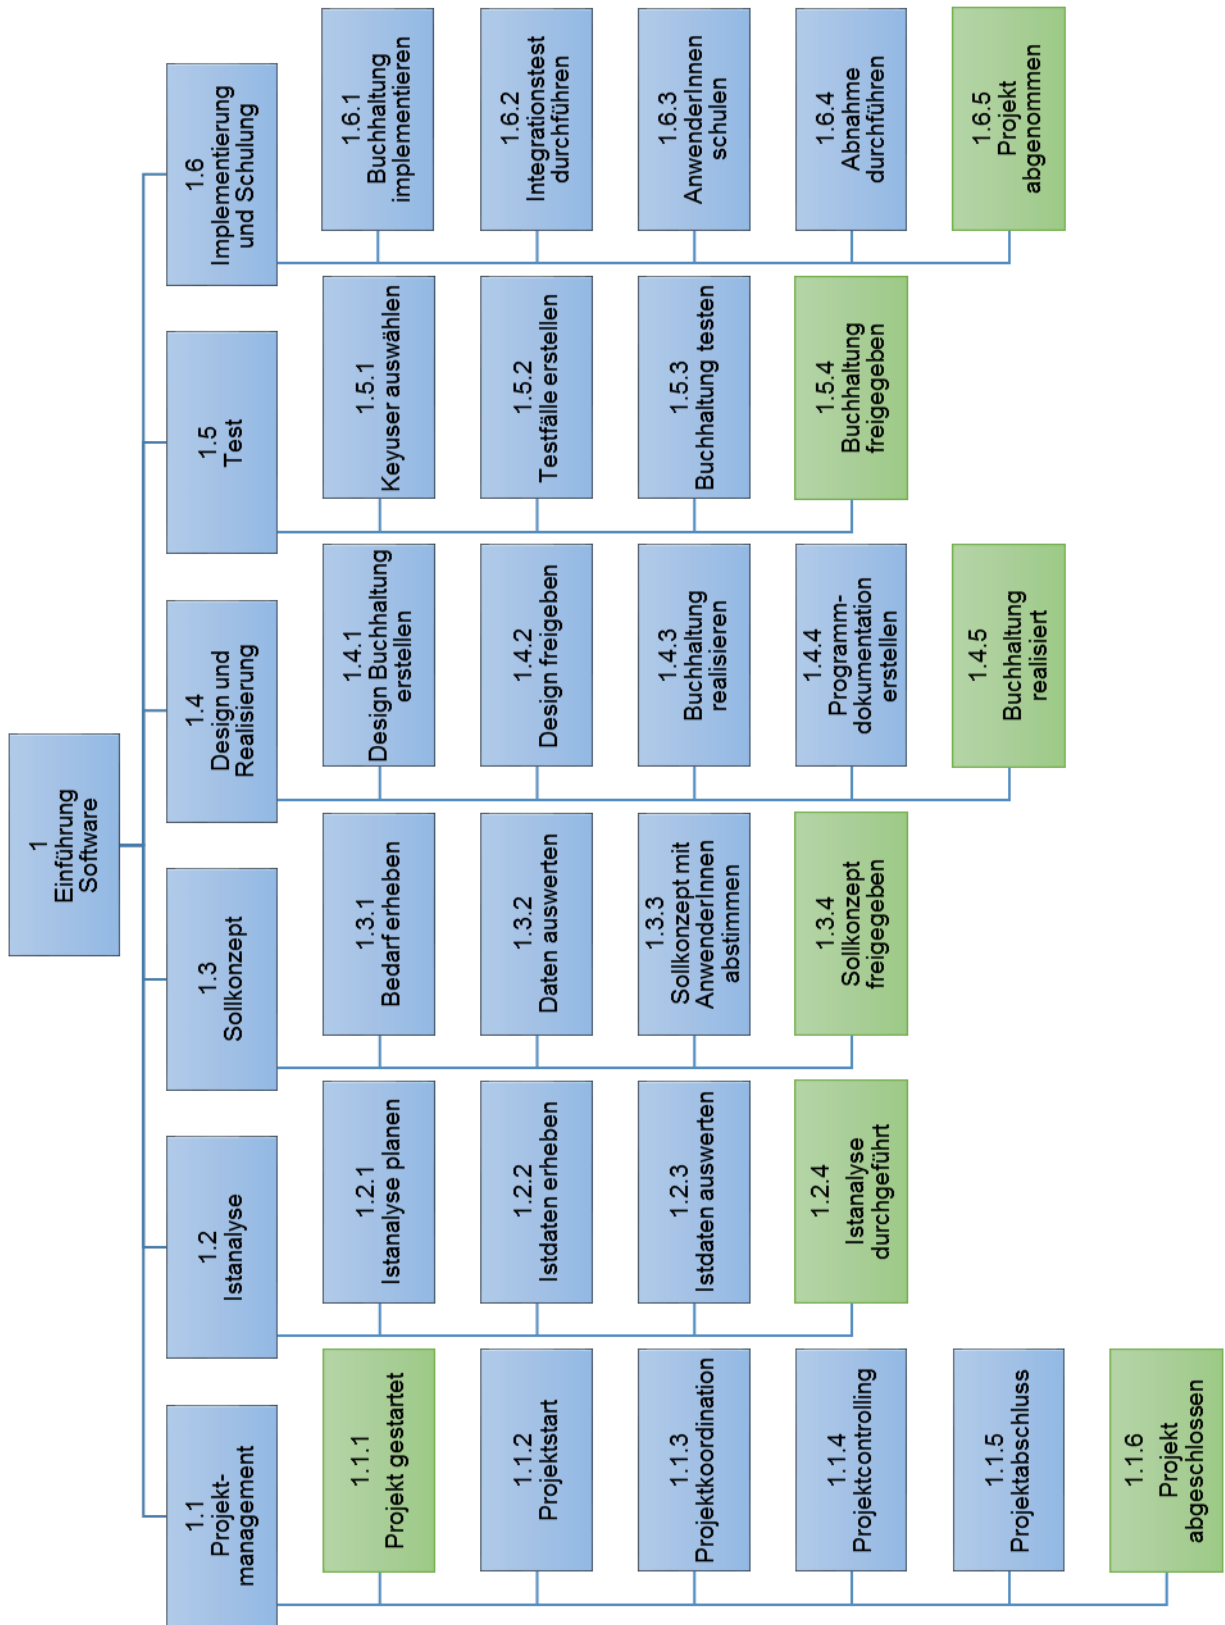 1
Einführung
Software
1.1
Projekt-
management
1.1.1
Projekt gestartet
1.1.2
Projektstart
1.1.3
Projektkoordination
1.1.4
Projektcontrolling
1.1.5
Projektabschluss
1.1.6
Projekt
abgeschlossen
1.2
Istanalyse
1.2.1
Istanalyse planen
1.2.2
Istdaten erheben
1.2.3
Istdaten auswerten
1.2.4
Istanalyse
durchgeführt
1.3
Sollkonzept
1.3.1
Bedarf erheben
1.3.2
Daten auswerten
1.3.3
Sollkonzept mit
AnwenderInnen
abstimmen
1.3.4
Sollkonzept
freigegeben
1.4
Design und
Realisierung
1.4.1
Design Buchhaltung
erstellen
1.4.2
Design freigeben
1.4.3
Buchhaltung
realisieren
1.4.4
Programm-
dokumentation
erstellen
1.4.5
Buchhaltung
realisiert
1.5
Test
1.5.1
Keyuser auswählen
1.5.2
Testfälle erstellen
1.5.3
Buchhaltung testen
1.5.4
Buchhaltung
freigegeben
1.6
Implementierung
und Schulung
1.6.1
Buchhaltung
implementieren
1.6.2
Integrationstest
durchführen
1.6.3
AnwenderInnen
schulen
1.6.4
Abnahme
durchführen
1.6.5
Projekt
abgenommen